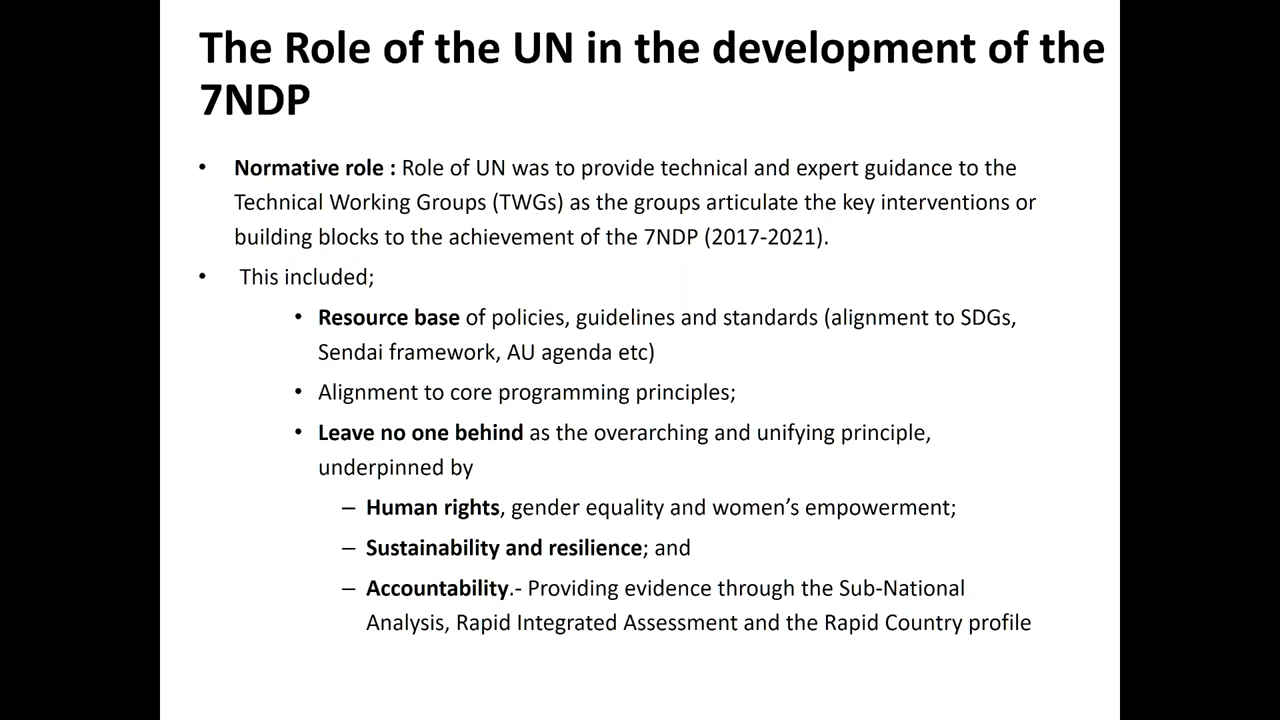 The Role of the UN in the development of the
7NDP
• Normative role : Role of UN was to provide technical and expert guidance to the
Technical Working Groups (TWGs) as the groups articulate the key interventions or
building blocks to the achievement of the 7NDP (2017-2021).
• This included;
• Resource base of policies, guidelines and standards (alignment to SDGs,
Sendai framework, AU agenda etc)
• Alignment to core programming principles;
• Leave no one behind as the overarching and unifying principle,
underpinned by
– Human rights, gender equality and women’s empowerment;
– Sustainability and resilience; and
– Accountability.- Providing evidence through the Sub-National
Analysis, Rapid Integrated Assessment and the Rapid Country profile